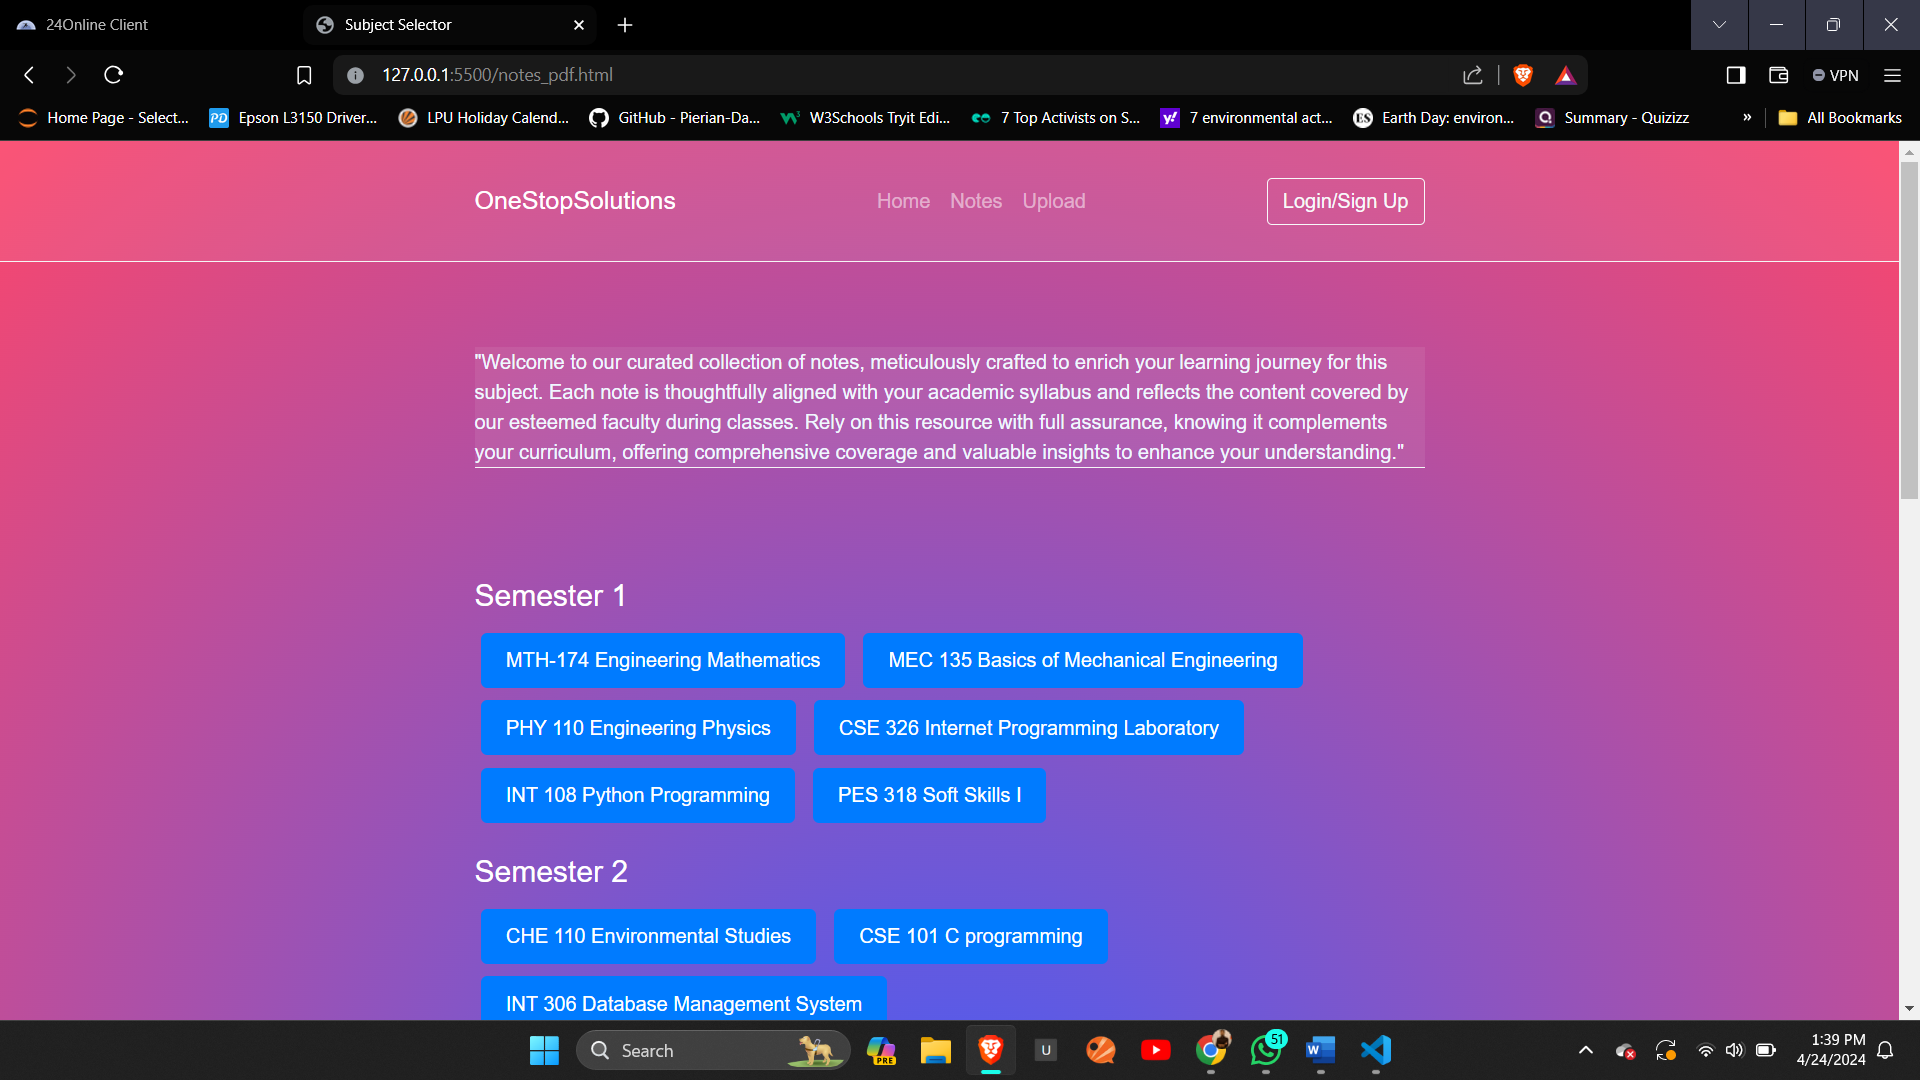 24Online Client
Subject Selector
127.0.0.1:5500/notes_pdf.html
VPN
Home Page - Select...
PD
Epson L3150 Driver...
LPU Holiday Calend...
GitHub - Pierian-Da...
W3Schools Tryit Edi...
7 Top Activists on S...
y!
7 environmental act...
ES
Earth Day: environ...
Q
Summary - Quizizz
»
All Bookmarks
OneStopSolutions
Home
Notes
Upload
Login/Sign Up
"Welcome to our curated collection of notes, meticulously crafted to enrich your learning journey for this
subject. Each note is thoughtfully aligned with your academic syllabus and reflects the content covered by
our esteemed faculty during classes. Rely on this resource with full assurance, knowing it complements
your curriculum, offering comprehensive coverage and valuable insights to enhance your understanding."
Semester 1
MTH-174 Engineering Mathematics
MEC 135 Basics of Mechanical Engineering
PHY 110 Engineering Physics
CSE 326 Internet Programming Laboratory
INT 108 Python Programming
PES 318 Soft Skills I
Semester 2
CHE 110 Environmental Studies
CSE 101 C programming
INT 306 Database Management System
Search
PRE
U
51
W
1:39 PM
4/24/2024